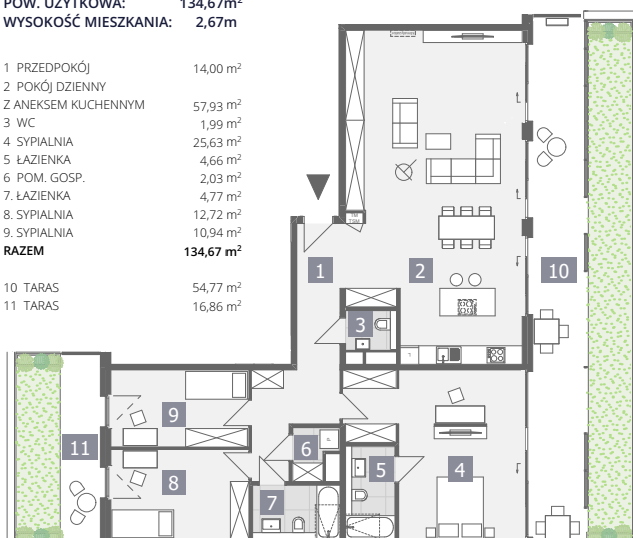 POW. UŻYTKOWA: 134,67m²
WYSOKOŚĆ MIESZKANIA: 2,67m
1 PRZEDPOKÓJ 14,00 m²
2 POKÓJ DZIENNY
Z ANEKSEM KUCHENNYM 57,93 m²
3 WC 1,99 m²
4 SYPIALNIA 25,63 m²
5 ŁAZIENKA 4,66 m²
6 POM. GOSP. 2,03 m²
7. ŁAZIENKA 4,77 m²
8. SYPIALNIA 12,72 m²
9. SYPIALNIA 10,94 m²
RAZEM 134,67 m²
10 TARAS 54,77 m²
11 TARAS 16,86 m²
TM
TSM
1
2
10
3
9
11
6
5
4
8
7